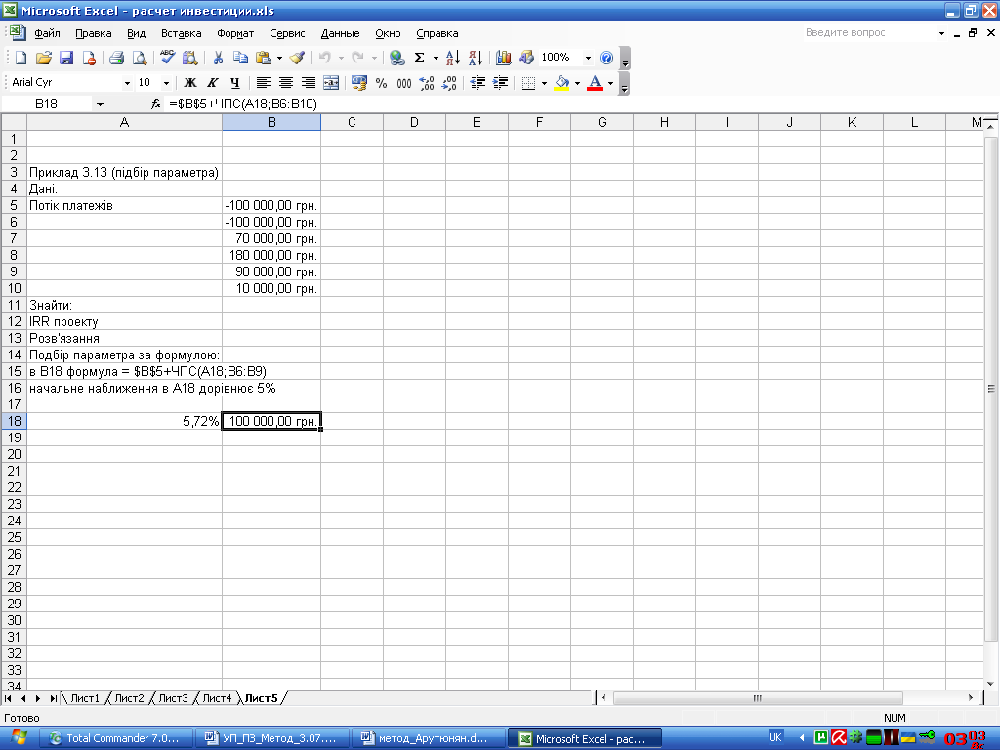 Microsoft Excel - расчет инвестиции.xls
Файл Правка Вид Вставка Формат Сервис Данные Окно Справка Введите вопрос
100%
Arial Cyr 10 Ж К Ч % 000
B18 fx =$B$5+ЧПС(A18;B6:B10)
A B C D E F G H I J K L M
1
2
3 Приклад 3.13 (підбір параметра)
4 Дані:
5 Потік платежів -100 000,00 грн.
6 -100 000,00 грн.
7 70 000,00 грн.
8 180 000,00 грн.
9 90 000,00 грн.
10 10 000,00 грн.
11 Знайти:
12 IRR проекту
13 Розв'язання
14 Подбір параметра за формулою:
15 в B18 формула = $B$5+ЧПС(A18;B6:B9)
16 начальне наближення в A18 дорівнює 5%
17
18 5,72% 100 000,00 грн.
19
20
21
22
23
24
25
26
27
28
29
30
31
32
33
34
Лист1 Лист2 Лист3 Лист4 Лист5
Готово NUM
Total Commander 7.0... УП_ПЗ_Метод_3.07.... метод_Арутюнян.d... Microsoft Excel - рас... UK 03:03